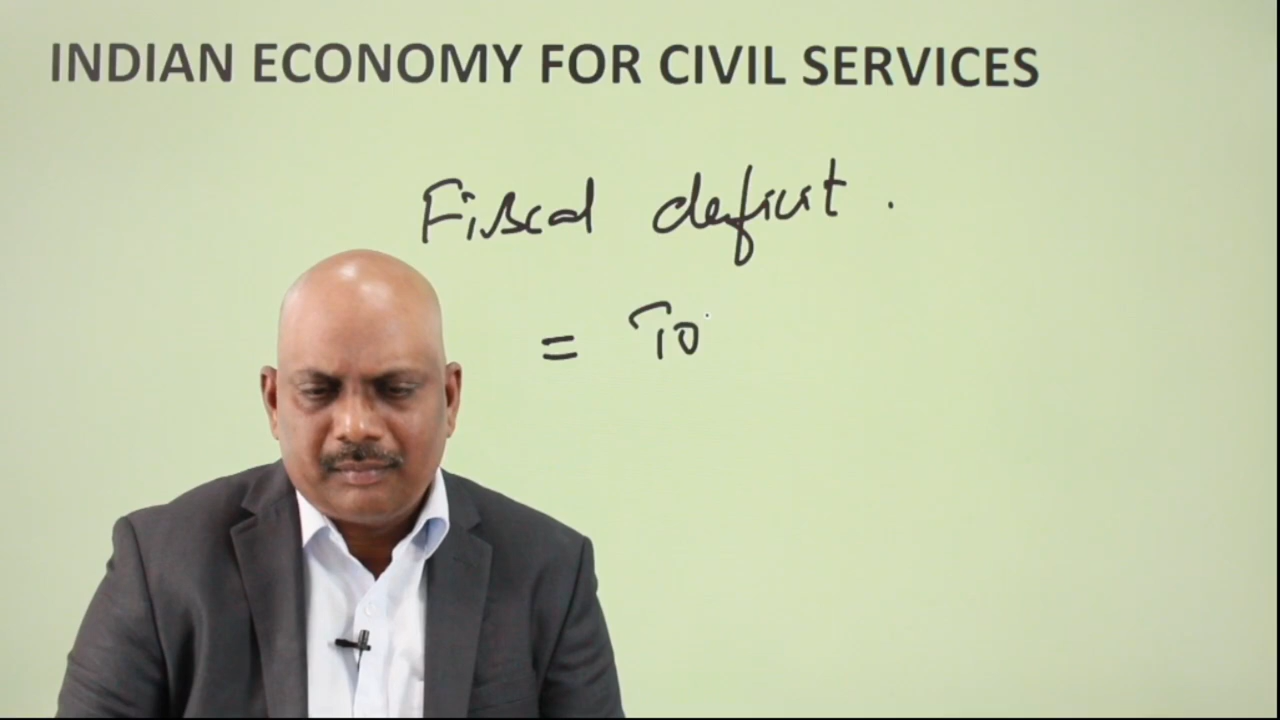 INDIAN ECONOMY FOR CIVIL SERVICES
Fiscal deficit.
= To